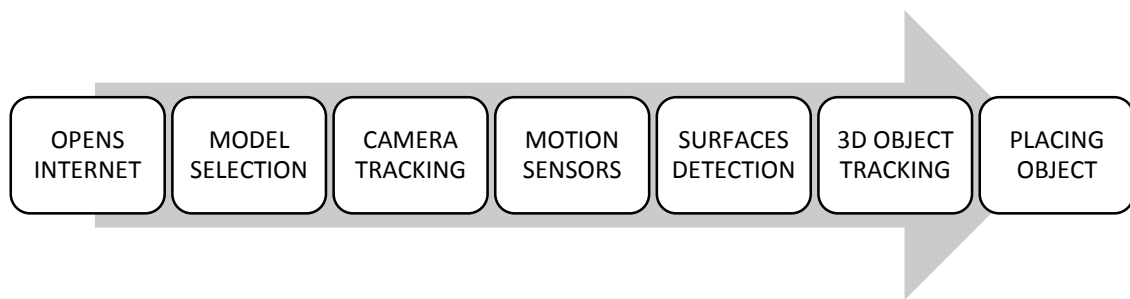 OPENS
INTERNET
MODEL
SELECTION
CAMERA
TRACKING
MOTION
SENSORS
SURFACES
DETECTION
3D OBJECT
TRACKING
PLACING
OBJECT